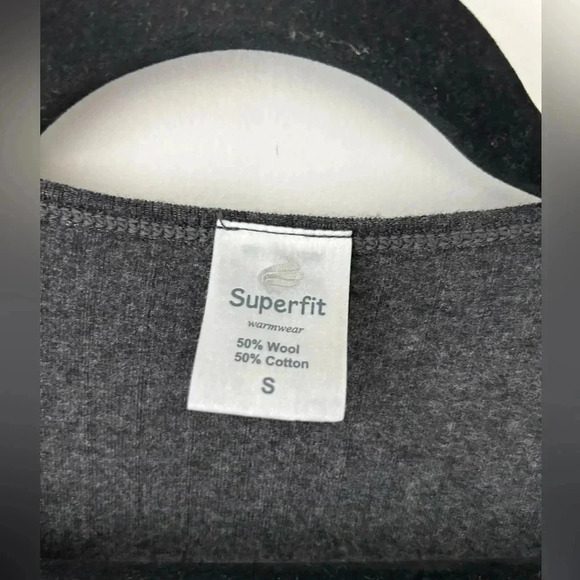 Superfit
warmwear
50% Wool
50% Cotton
S